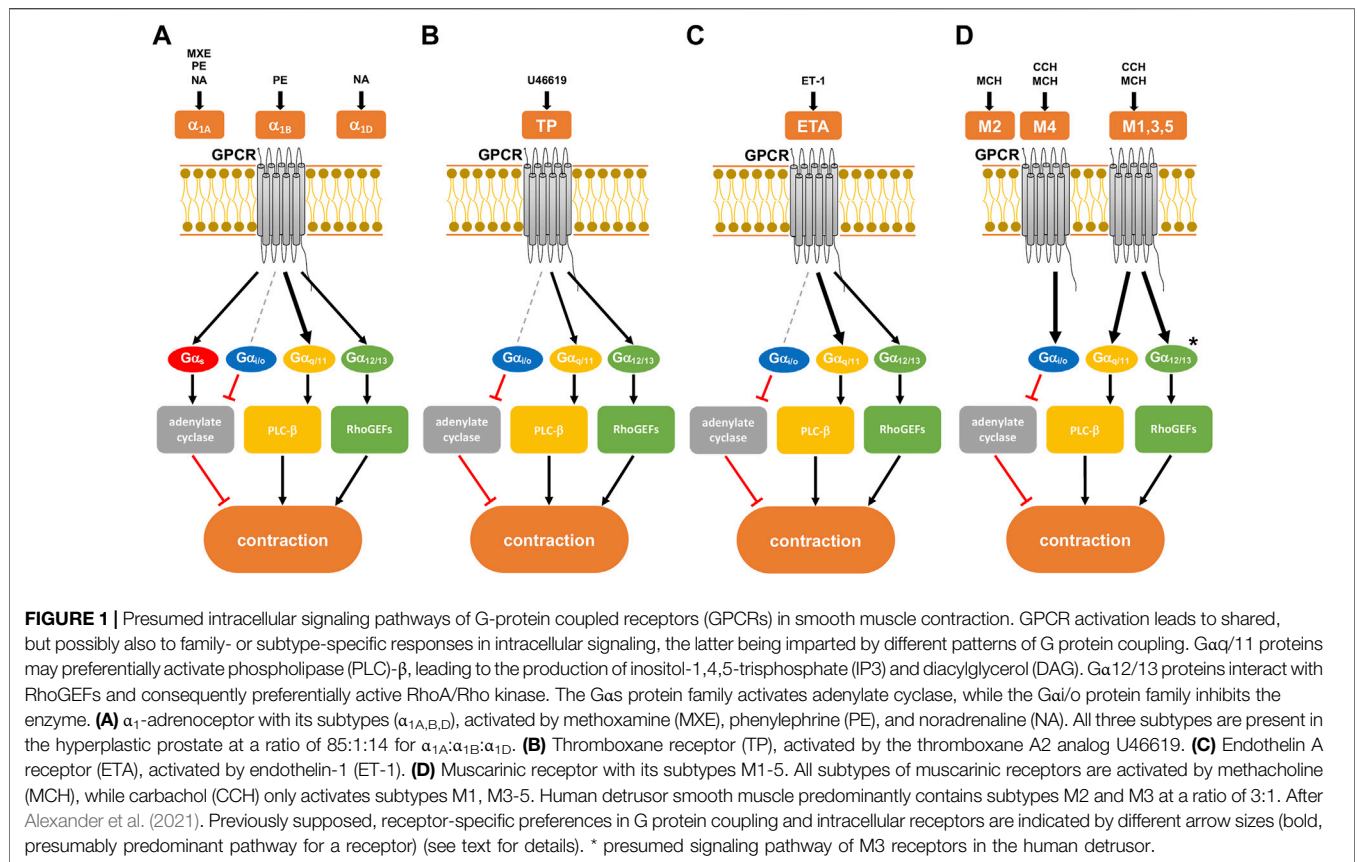 A
MXE
PE
NA
PE
NA
α1A
α1B
α1D
GPCR
Gαs
Gαi/o
Gαq/11
Gα12/13
adenylate
cyclase
PLC-β
RhoGEFs
contraction
B
U46619
TP
GPCR
Gαi/o
Gαq/11
Gα12/13
adenylate
cyclase
PLC-β
RhoGEFs
contraction
C
ET-1
ETA
GPCR
Gαi/o
Gαq/11
Gα12/13
adenylate
cyclase
PLC-β
RhoGEFs
contraction
D
MCH
CCH
MCH
CCH
MCH
M2
M4
M1,3,5
GPCR
Gαi/o
Gαq/11
Gα12/13
*
adenylate
cyclase
PLC-β
RhoGEFs
contraction
FIGURE 1 | Presumed intracellular signaling pathways of G-protein coupled receptors (GPCRs) in smooth muscle contraction. GPCR activation leads to shared,
but possibly also to family- or subtype-specific responses in intracellular signaling, the latter being imparted by different patterns of G protein coupling. Gαq/11 proteins
may preferentially activate phospholipase (PLC)-β, leading to the production of inositol-1,4,5-trisphosphate (IP3) and diacylglycerol (DAG). Gα12/13 proteins interact with
RhoGEFs and consequently preferentially active RhoA/Rho kinase. The Gαs protein family activates adenylate cyclase, while the Gαi/o protein family inhibits the
enzyme. (A) α1-adrenoceptor with its subtypes (α1A,B,D), activated by methoxamine (MXE), phenylephrine (PE), and noradrenaline (NA). All three subtypes are present in
the hyperplastic prostate at a ratio of 85:1:14 for α1A:α1B:α1D. (B) Thromboxane receptor (TP), activated by the thromboxane A2 analog U46619. (C) Endothelin A
receptor (ETA), activated by endothelin-1 (ET-1). (D) Muscarinic receptor with its subtypes M1-5. All subtypes of muscarinic receptors are activated by methacholine
(MCH), while carbachol (CCH) only activates subtypes M1, M3-5. Human detrusor smooth muscle predominantly contains subtypes M2 and M3 at a ratio of 3:1. After
Alexander et al. (2021). Previously supposed, receptor-specific preferences in G protein coupling and intracellular receptors are indicated by different arrow sizes (bold,
presumably predominant pathway for a receptor) (see text for details). * presumed signaling pathway of M3 receptors in the human detrusor.